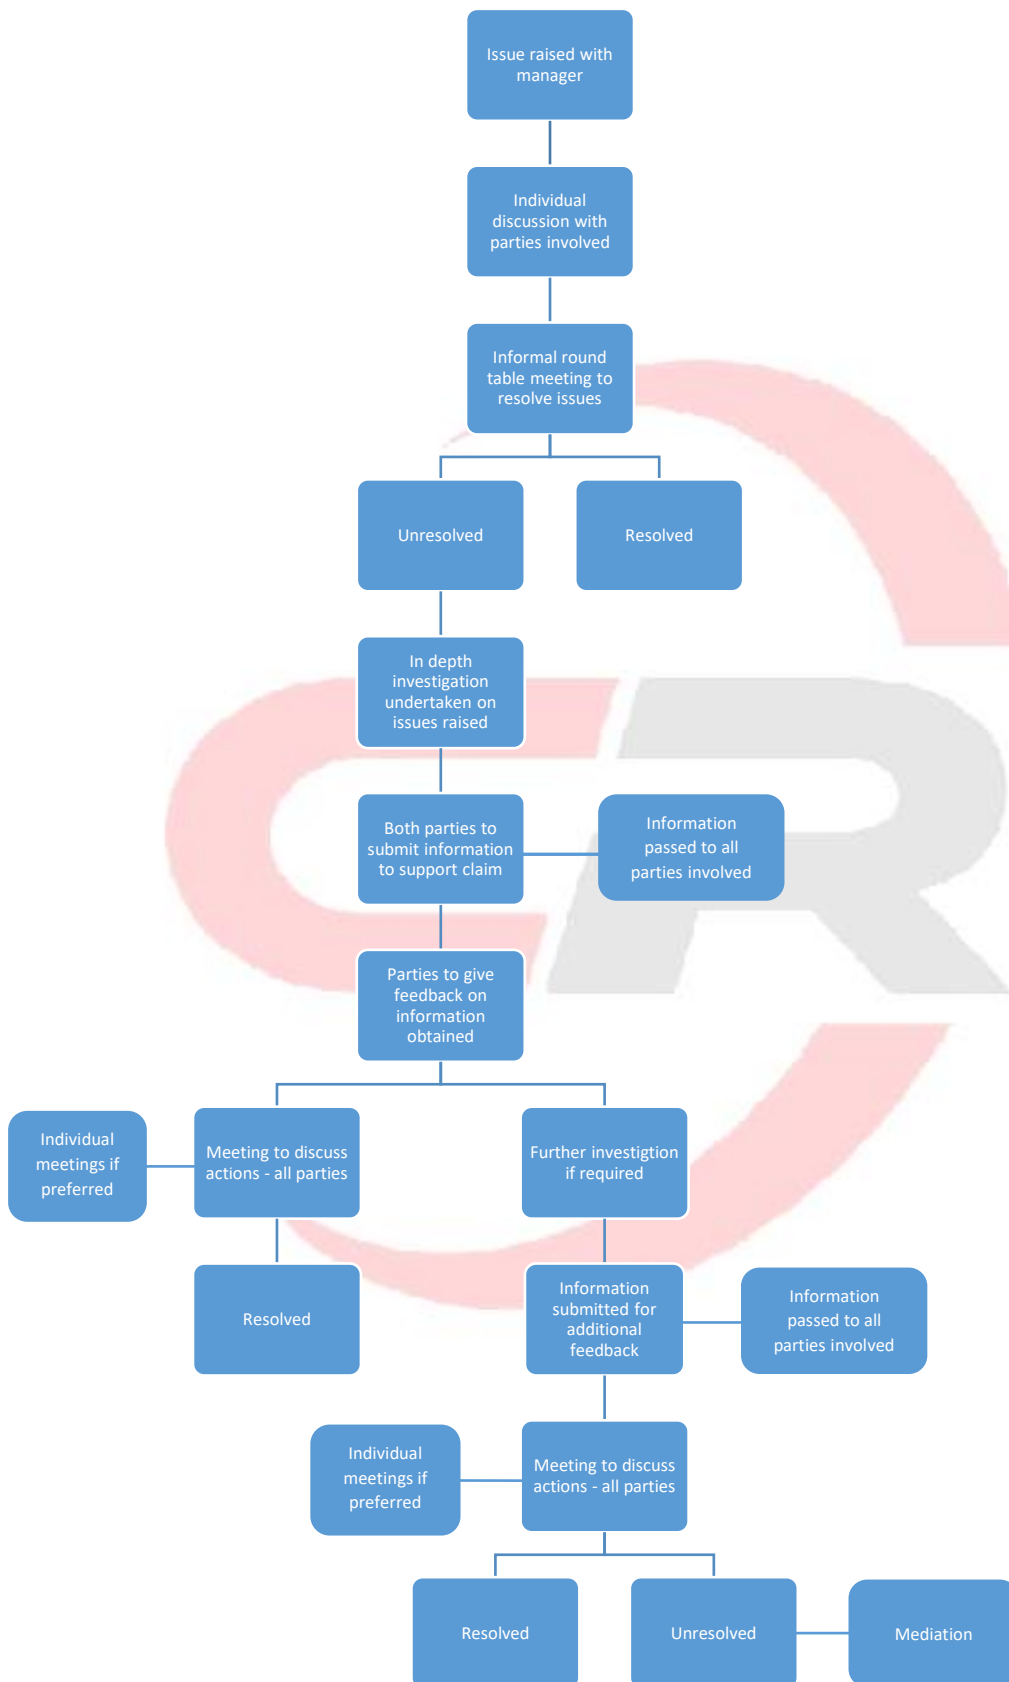 Issue raised with
manager
Individual
discussion with
parties involved
Informal round
table meeting to
resolve issues
Unresolved
Resolved
In depth
investigation
undertaken on
issues raised
Both parties to
submit information
to support claim
Information
passed to all
parties involved
Parties to give
feedback on
information
obtained
Individual
meetings if
preferred
Meeting to discuss
actions - all parties
Further investigtion
if required
Resolved
Information
submitted for
additional
feedback
Information
passed to all
parties involved
Individual
meetings if
preferred
Meeting to discuss
actions - all parties
Resolved
Unresolved
Mediation
CR